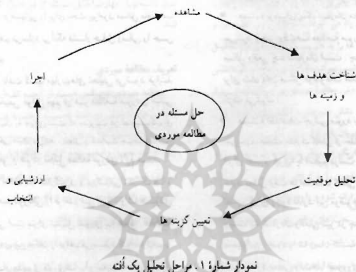 مشاهده
شناخت هدف ها
و زمینه ها
تحلیل موقعیت
تعیین گزینه ها
ارزشیابی و
انتخاب
اجرا
حل مسئله در
مطالعه موردی
نمودار شمارهٔ ۱. مراحل تحلیل یک اُفته